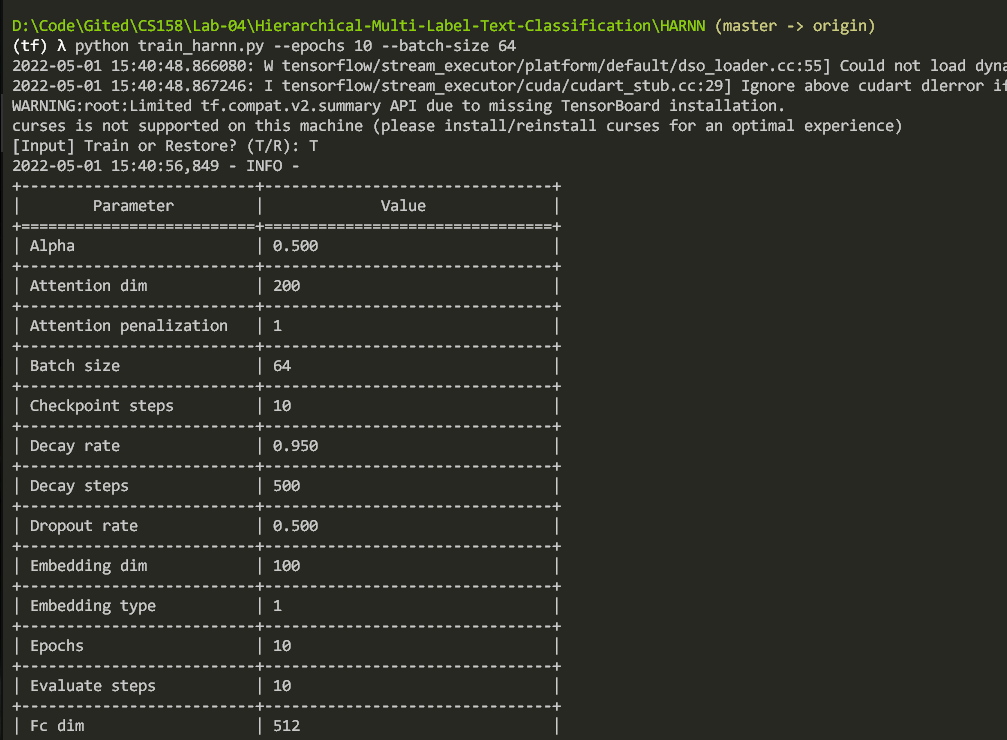 D:\Code\Gited\CS158\Lab-04\Hierarchical-Multi-Label-Text-Classification\HARNN (master -> origin)
(tf) λ python train_harnn.py --epochs 10 --batch-size 64
2022-05-01 15:40:48.866080: W tensorflow/stream_executor/platform/default/dso_loader.cc:55] Could not load dyna
2022-05-01 15:40:48.867246: I tensorflow/stream_executor/cuda/cudart_stub.cc:29] Ignore above cudart dlerror if
WARNING:root:Limited tf.compat.v2.summary API due to missing TensorBoard installation.
curses is not supported on this machine (please install/reinstall curses for an optimal experience)
[Input] Train or Restore? (T/R): T
2022-05-01 15:40:56,849 - INFO -
+--------------------------+--------------------------------+
| Parameter | Value |
+==========================+================================+
| Alpha | 0.500 |
+--------------------------+--------------------------------+
| Attention dim | 200 |
+--------------------------+--------------------------------+
| Attention penalization | 1 |
+--------------------------+--------------------------------+
| Batch size | 64 |
+--------------------------+--------------------------------+
| Checkpoint steps | 10 |
+--------------------------+--------------------------------+
| Decay rate | 0.950 |
+--------------------------+--------------------------------+
| Decay steps | 500 |
+--------------------------+--------------------------------+
| Dropout rate | 0.500 |
+--------------------------+--------------------------------+
| Embedding dim | 100 |
+--------------------------+--------------------------------+
| Embedding type | 1 |
+--------------------------+--------------------------------+
| Epochs | 10 |
+--------------------------+--------------------------------+
| Evaluate steps | 10 |
+--------------------------+--------------------------------+
| Fc dim | 512 |